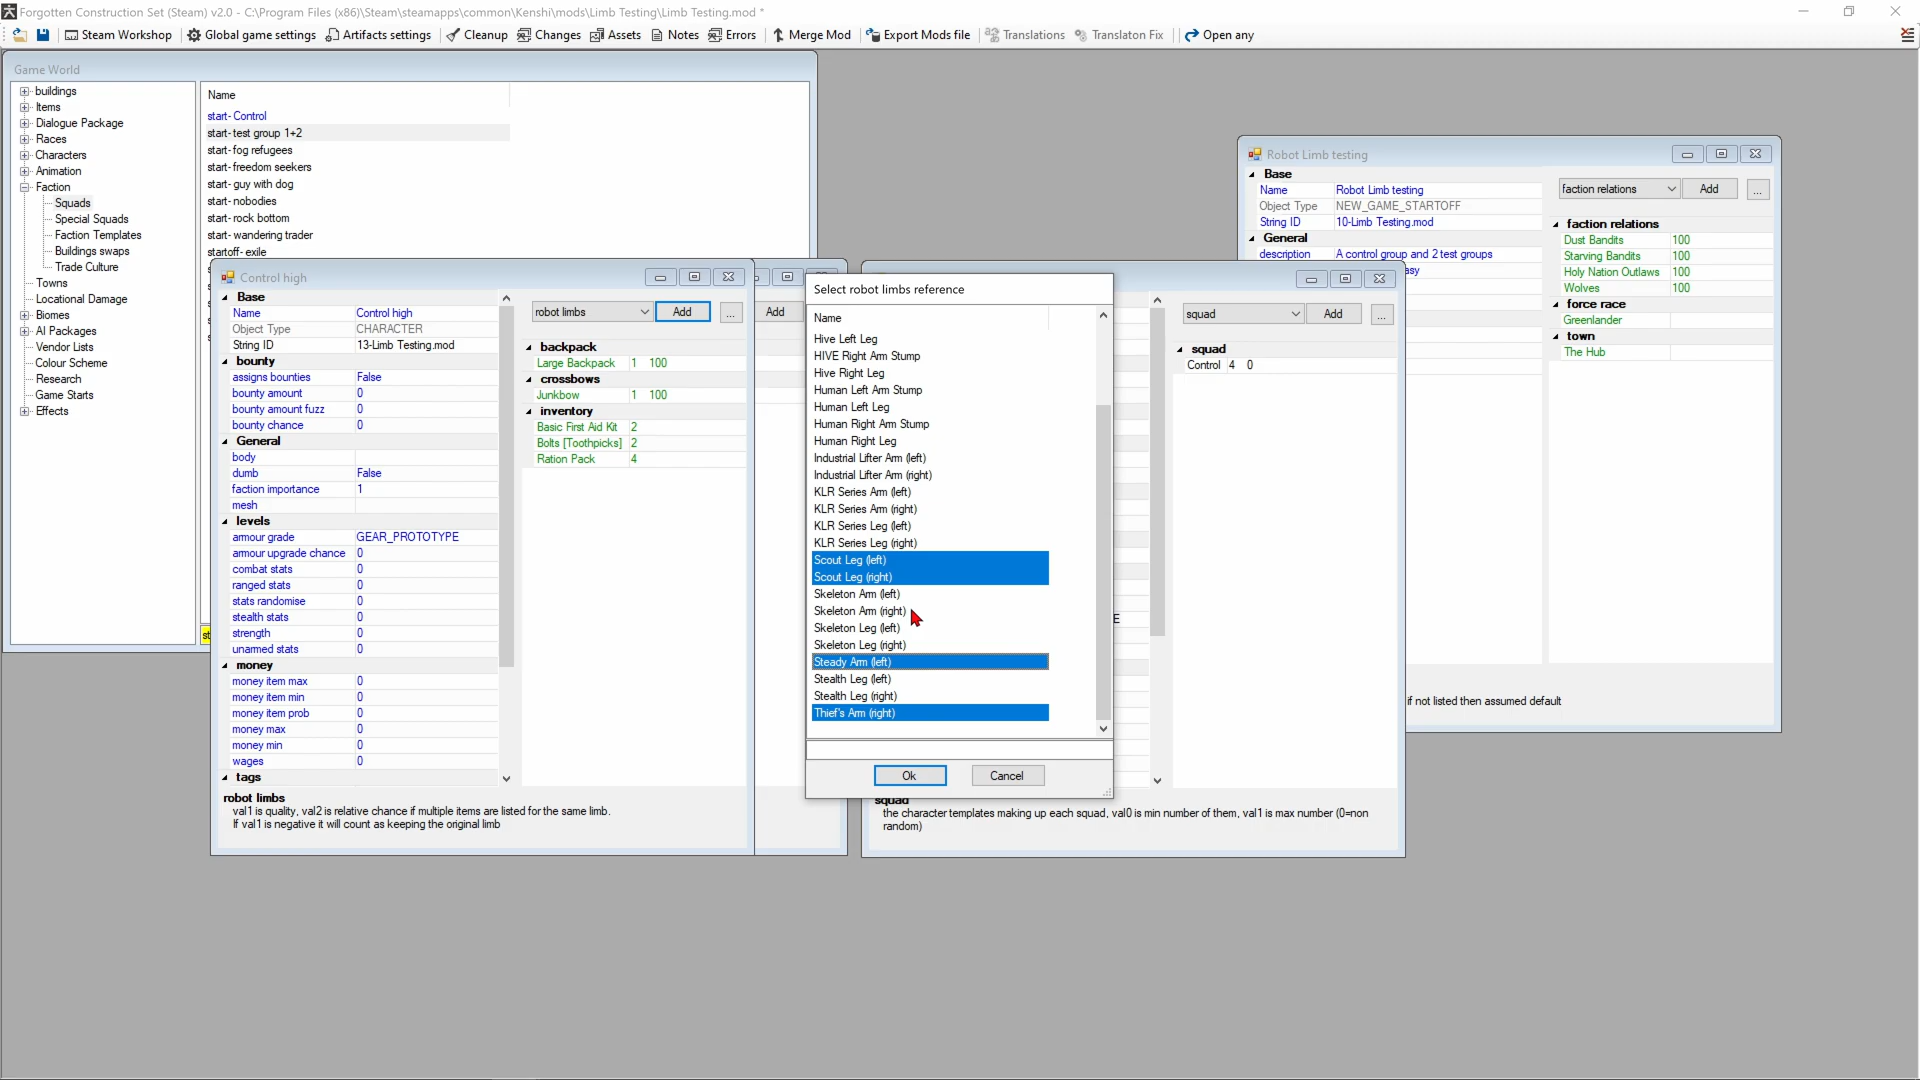 Forgotten Construction Set (Steam) v2.0 - C:\Program Files (x86)\Steam\steamapps\common\Kenshi\mods\Limb Testing\Limb Testing.mod *
Steam Workshop Global game settings Artifacts settings Cleanup Changes Assets Notes Errors Merge Mod Export Mods file Translations Translaton Fix Open any
Game World
buildings
Items
Dialogue Package
Races
Characters
Animation
Faction
Squads
Special Squads
Faction Templates
Buildings swaps
Trade Culture
Towns
Locational Damage
Biomes
AI Packages
Vendor Lists
Colour Scheme
Research
Game Starts
Effects
Name
start- Control
start- test group 1+2
start- fog refugees
start- freedom seekers
start- guy with dog
start- nobodies
start- rock bottom
start- wandering trader
startoff- exile
st
Control high
Base
Name Control high
Object Type CHARACTER
String ID 13-Limb Testing.mod
bounty
assigns bounties False
bounty amount 0
bounty amount fuzz 0
bounty chance 0
General
body
dumb False
faction importance 1
mesh
levels
armour grade GEAR_PROTOTYPE
armour upgrade chance 0
combat stats 0
ranged stats 0
stats randomise 0
stealth stats 0
strength 0
unarmed stats 0
money
money item max 0
money item min 0
money item prob 0
money max 0
money min 0
wages 0
tags
robot limbs Add ...
backpack
Large Backpack 1 100
crossbows
Junkbow 1 100
inventory
Basic First Aid Kit 2
Bolts [Toothpicks] 2
Ration Pack 4
robot limbs
val1 is quality, val2 is relative chance if multiple items are listed for the same limb.
If val1 is negative it will count as keeping the original limb
Add
Select robot limbs reference
Name
Hive Left Leg
HIVE Right Arm Stump
Hive Right Leg
Human Left Arm Stump
Human Left Leg
Human Right Arm Stump
Human Right Leg
Industrial Lifter Arm (left)
Industrial Lifter Arm (right)
KLR Series Arm (left)
KLR Series Arm (right)
KLR Series Leg (left)
KLR Series Leg (right)
Scout Leg (left)
Scout Leg (right)
Skeleton Arm (left)
Skeleton Arm (right)
Skeleton Leg (left)
Skeleton Leg (right)
Steady Arm (left)
Stealth Leg (left)
Stealth Leg (right)
Thief's Arm (right)
Ok Cancel
E
squad Add ...
squad
Control 4 0
squad
the character templates making up each squad, val0 is min number of them, val1 is max number (0=non
random)
Robot Limb testing
Base
Name Robot Limb testing
Object Type NEW_GAME_STARTOFF
String ID 10-Limb Testing.mod
General
description A control group and 2 test groups
asy
faction relations Add ...
faction relations
Dust Bandits 100
Starving Bandits 100
Holy Nation Outlaws 100
Wolves 100
force race
Greenlander
town
The Hub
if not listed then assumed default